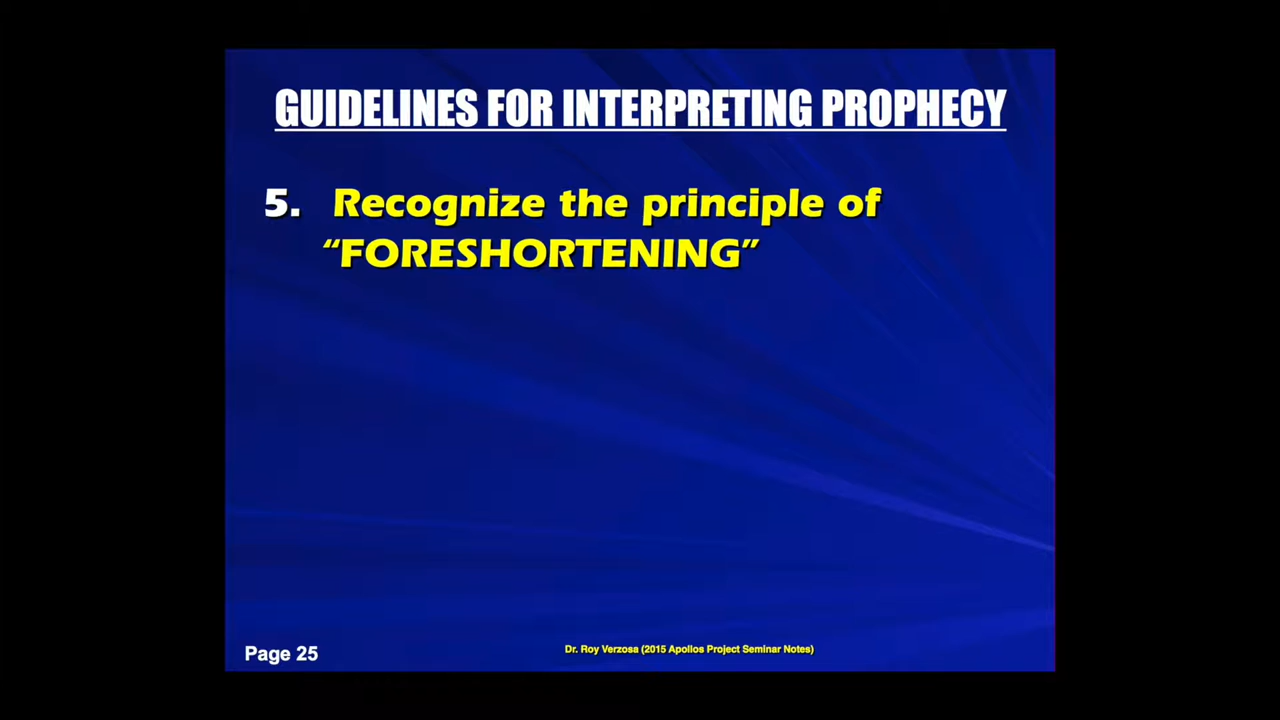 GUIDELINES FOR INTERPRETING PROPHECY
5. Recognize the principle of
“FORESHORTENING”
Page 25
Dr. Roy Verzosa (2015 Apollos Project Seminar Notes)